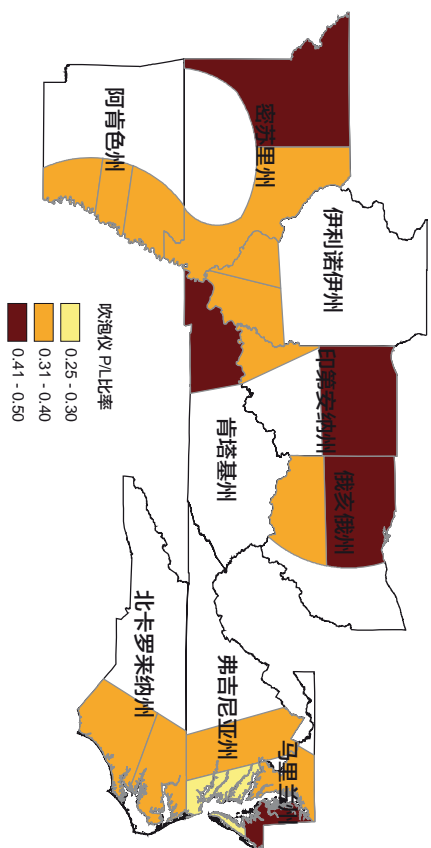 密苏里州
阿肯色州
伊利诺伊州
印第安纳州
俄亥俄州
肯塔基州
北卡罗来纳州
弗吉尼亚州
马里兰州
吹泡仪 P/L比率
0.25 - 0.30
0.31 - 0.40
0.41 - 0.50